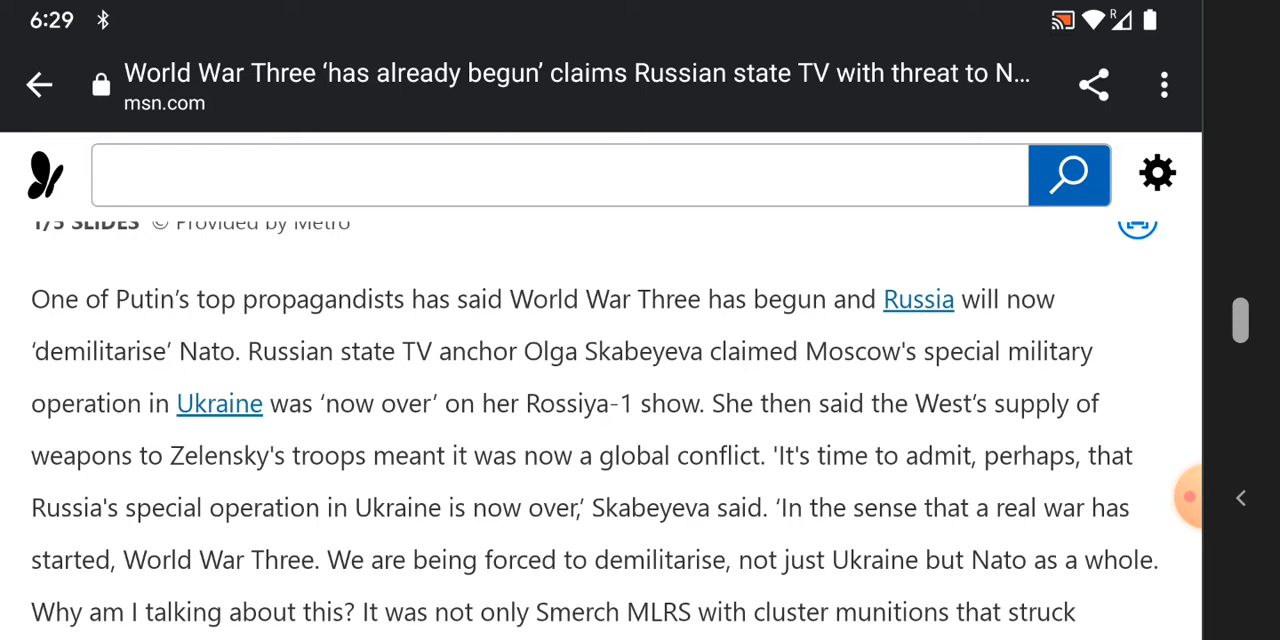 6:29
R
World War Three ‘has already begun’ claims Russian state TV with threat to N...
msn.com
1/5 SLIDES © Provided by Metro
One of Putin’s top propagandists has said World War Three has begun and Russia will now
‘demilitarise’ Nato. Russian state TV anchor Olga Skabeyeva claimed Moscow's special military
operation in Ukraine was ‘now over’ on her Rossiya-1 show. She then said the West’s supply of
weapons to Zelensky's troops meant it was now a global conflict. 'It's time to admit, perhaps, that
Russia's special operation in Ukraine is now over,’ Skabeyeva said. ‘In the sense that a real war has
started, World War Three. We are being forced to demilitarise, not just Ukraine but Nato as a whole.
Why am I talking about this? It was not only Smerch MLRS with cluster munitions that struck